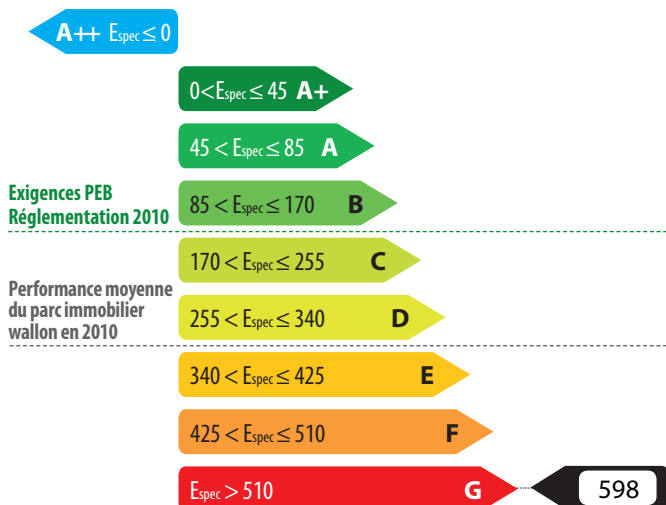 A++ Espec ≤ 0
0<Espec ≤ 45 A+
45 < Espec ≤ 85 A
Exigences PEB
Réglementation 2010
85 < Espec ≤ 170 B
170 < Espec ≤ 255 C
Performance moyenne
du parc immobilier
wallon en 2010
255 < Espec ≤ 340 D
340 < Espec ≤ 425 E
425 < Espec ≤ 510 F
Espec > 510 G
598